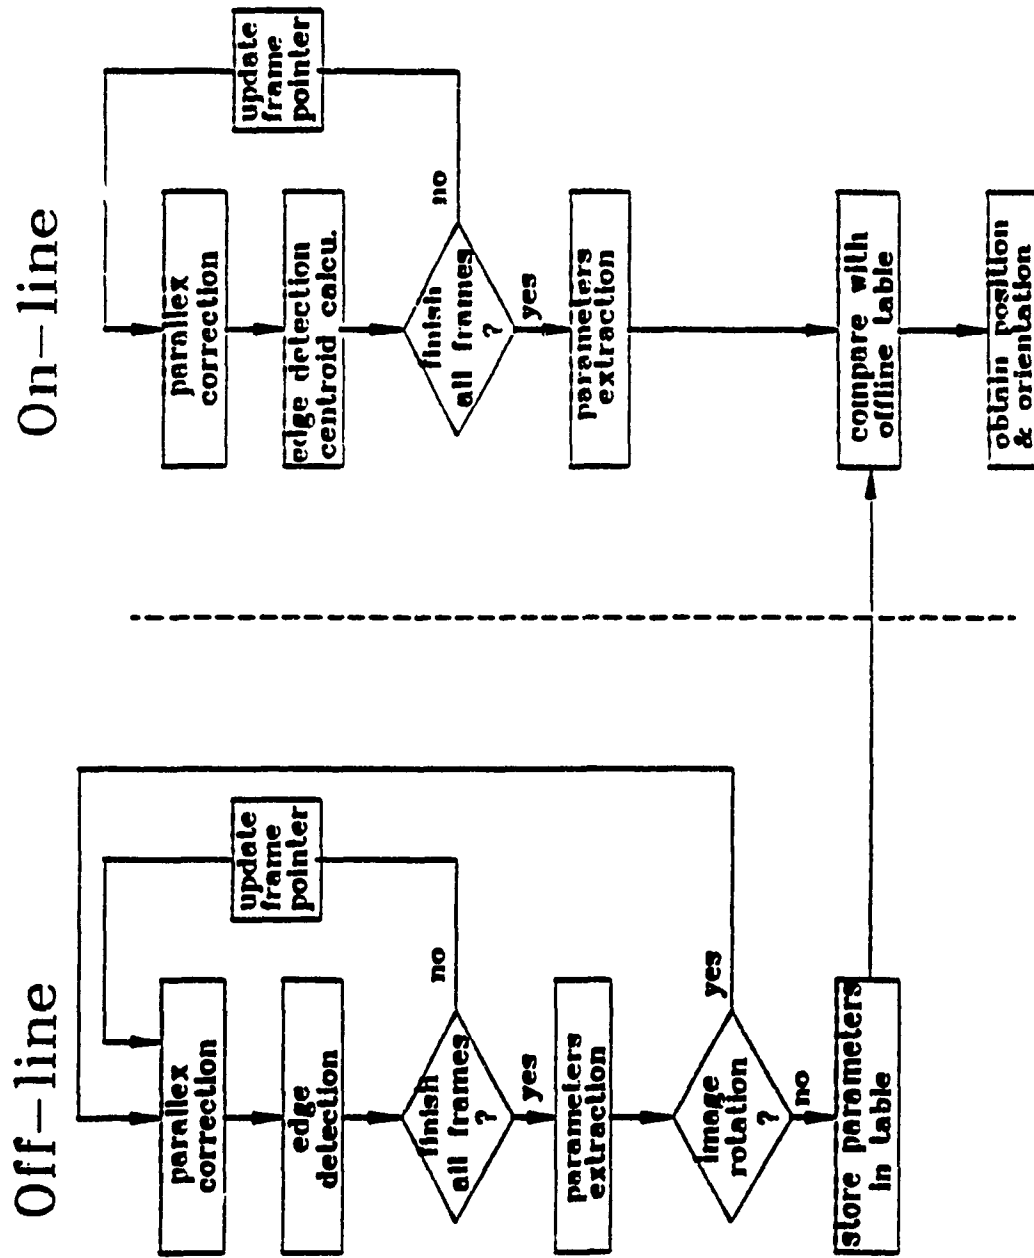 Off-line
parallex
correction
edge
detection
update
frame
pointer
finish
all frames
?
no
yes
parameters
extraction
image
rotation
?
yes
no
store parameters
in table
On-line
parallex
correction
edge detection
centroid calcu.
update
frame
pointer
finish
all frames
?
no
yes
parameters
extraction
compare with
offline table
obtain position
& orientation